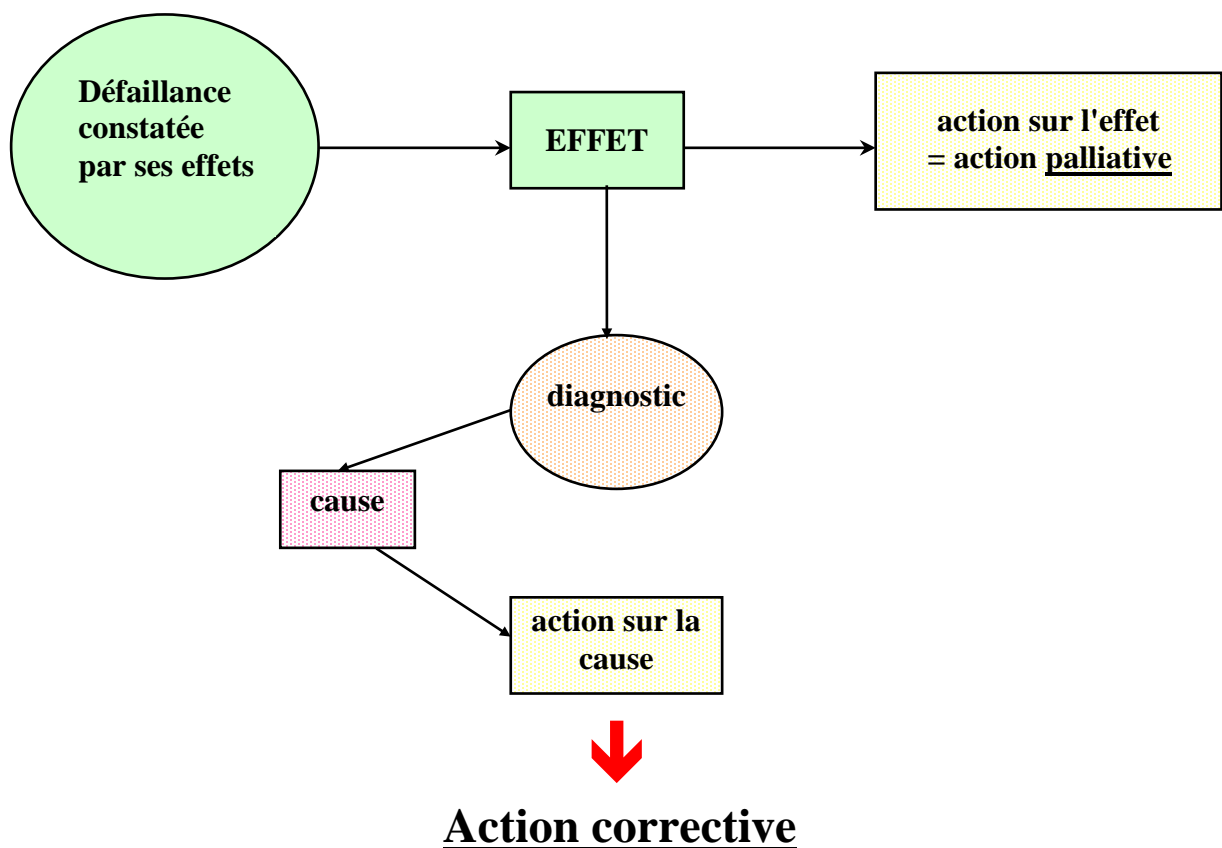 Défaillance
constatée
par ses effets
EFFET
action sur l'effet
= action palliative
diagnostic
cause
action sur la
cause
Action corrective